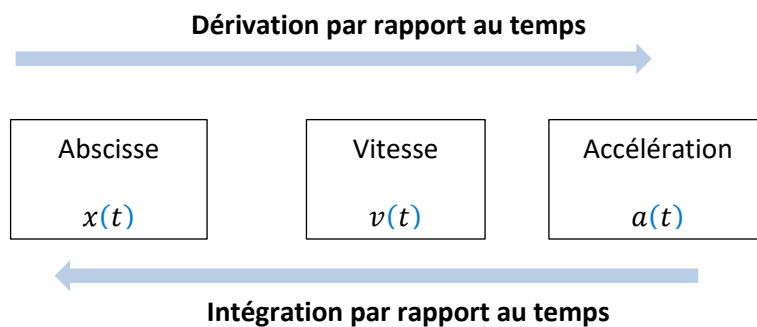 Dérivation par rapport au temps
Abscisse
x(t)
Vitesse
v(t)
Accélération
a(t)
Intégration par rapport au temps